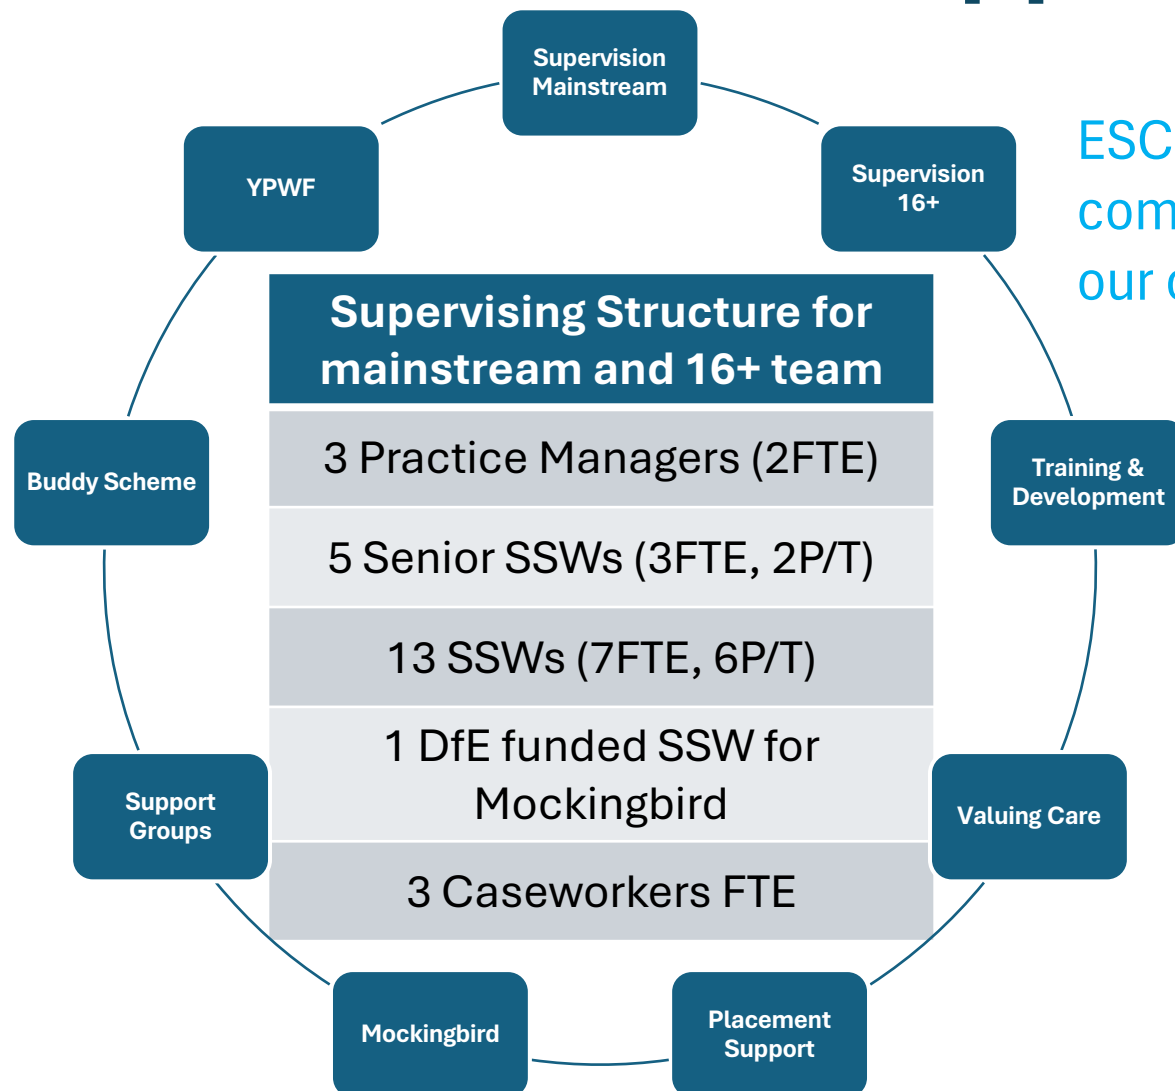 Supervision
Mainstream
Supervision
16+
ESC
com
our
YPWF
Supervising Structure for
mainstream and 16+ team
3 Practice Managers (2FTE)
5 Senior SSWs (3FTE, 2P/T)
13 SSWs (7FTE, 6P/T)
1 DfE funded SSW for
Mockingbird
3 Caseworkers FTE
Buddy Scheme
Training &
Development
Support
Groups
Valuing Care
Mockingbird
Placement
Support